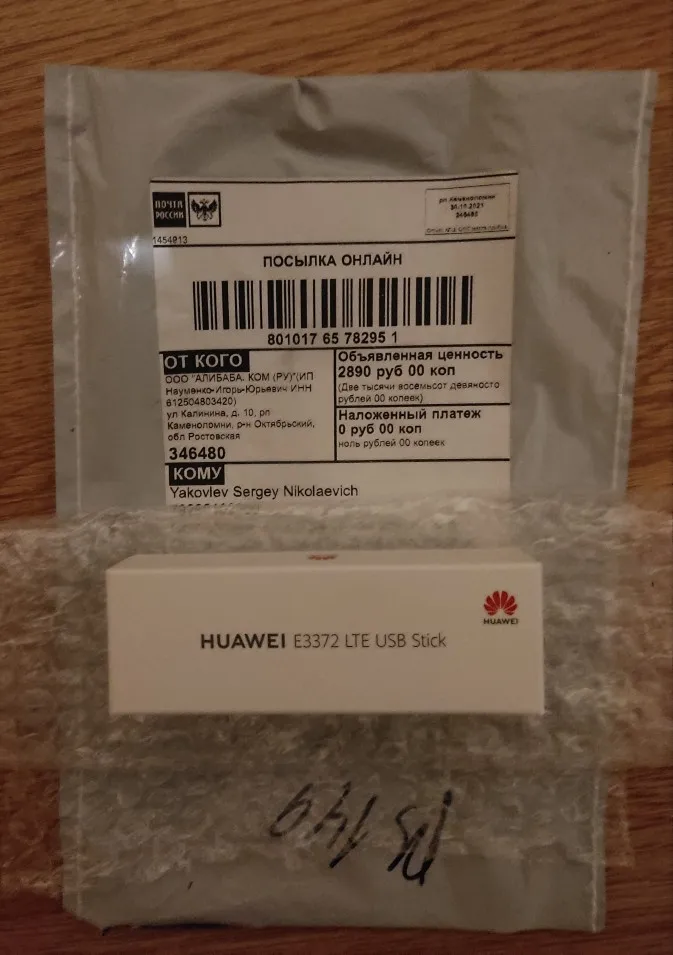 ПОЧТА
РОССИИ
рп Каменоломни
346480
1454913
ПОСЫЛКА ОНЛАЙН
801017 65 78295 1
ОТ КОГО
ООО "АЛИБАБА. КОМ (РУ)"(ИП
Науменко-Игорь-Юрьевич ИНН
612504803420)
ул Калинина, д. 10, рп
Каменоломни, р-н Октябрьский,
обл Ростовская
346480
Объявленная ценность
2890 руб 00 коп
(Две тысячи восемьсот девяносто
рублей 00 копеек)
Наложенный платеж
0 руб 00 коп
ноль рублей 00 копеек
КОМУ
Yakovlev Sergey Nikolaevich
HUAWEI
HUAWEI E3372 LTE USB Stick